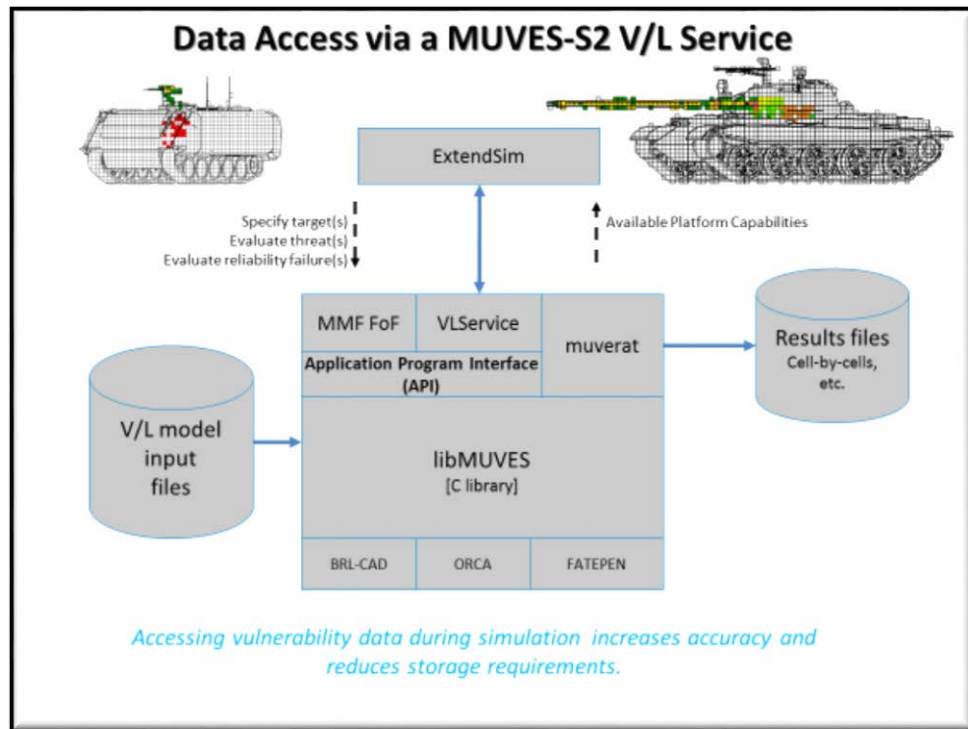 Data Access via a MUVES-S2 V/L Service
ExtendSim
Specify target(s)
Evaluate threat(s)
Evaluate reliability failure(s)
Available Platform Capabilities
MMF FoF
VLService
muverat
Application Program Interface
(API)
Results files
Cell-by-cells,
etc.
V/L model
input
files
libMUVES
[C library]
BRL-CAD
ORCA
FATEPEN
Accessing vulnerability data during simulation increases accuracy and
reduces storage requirements.